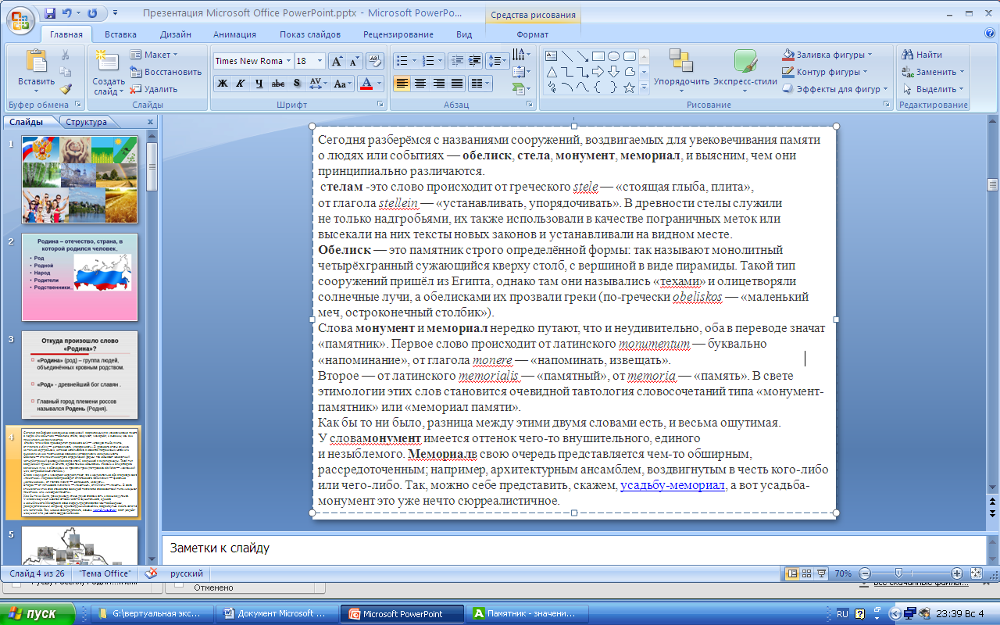 Презентация Microsoft Office PowerPoint.pptx - Microsoft PowerPo...
Средства рисования
Главная
Вставка
Дизайн
Анимация
Показ слайдов
Рецензирование
Вид
Формат
Вставить
Буфер обмена
Создать слайд
Макет
Восстановить
Удалить
Слайды
Times New Roma
18
Ж К Ч abc S AV Aa А
Шрифт
Абзац
Упорядочить
Экспресс-стили
Заливка фигуры
Контур фигуры
Эффекты для фигур
Рисование
Найти
Заменить
Выделить
Редактирование
Слайды
Структура
1
2
Родина – отечество, страна, в
которой родился человек.
• Род
• Родной
• Народ
• Родители
• Родственники...
3
Откуда произошло слово
«Родина»?
«Родина» (род) – группа людей,
объединённых кровным родством.
«Род» - древнейший бог славян .
Главный город племени россов
назывался Родень (Родня).
4
5
Сегодня разберёмся с названиями сооружений, воздвигаемых для увековечивания памяти
о людях или событиях — обелиск, стела, монумент, мемориал, и выясним, чем они
принципиально различаются.
стелам -это слово происходит от греческого stele — «стоящая глыба, плита»,
от глагола stellein — «устанавливать, упорядочивать». В древности стелы служили
не только надгробьями, их также использовали в качестве пограничных меток или
высекали на них тексты новых законов и устанавливали на видном месте.
Обелиск — это памятник строго определённой формы: так называют монолитный
четырёхгранный сужающийся кверху столб, с вершиной в виде пирамиды. Такой тип
сооружений пришёл из Египта, однако там они назывались «техами» и олицетворяли
солнечные лучи, а обелисками их прозвали греки (по-гречески obeliskos — «маленький
меч, остроконечный столбик»).
Слова монумент и мемориал нередко путают, что и неудивительно, оба в переводе значат
«памятник». Первое слово происходит от латинского monumentum — буквально
«напоминание», от глагола monere — «напоминать, извещать».
Второе — от латинского memorialis — «памятный», от memoria — «память». В свете
этимологии этих слов становится очевидной тавтология словосочетаний типа «монумент-
памятник» или «мемориал памяти».
Как бы то ни было, разница между этими двумя словами есть, и весьма ощутимая.
У словамонумент имеется оттенок чего-то внушительного, единого
и незыблемого. Мемориалв свою очередь представляется чем-то обширным,
рассредоточенным; например, архитектурным ансамблем, воздвигнутым в честь кого-либо
или чего-либо. Так, можно себе представить, скажем, усадьбу-мемориал, а вот усадьба-
монумент это уже нечто сюрреалистичное.
Заметки к слайду
Слайд 4 из 26
"Тема Office"
русский
70%
Отменено
Все скачанные файлы...
пуск
G:\вертуальная экс...
Документ Microsoft ...
Microsoft PowerPoint
Памятник - значени...
RU
23:39 Вс 4